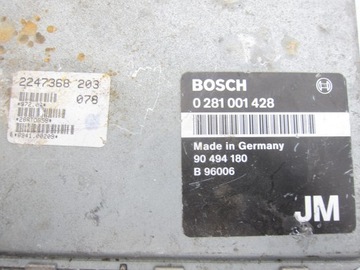 2247368 203
078
BOSCH
0 281 001 428
Made in Germany
90 494 180
B 96006
JM